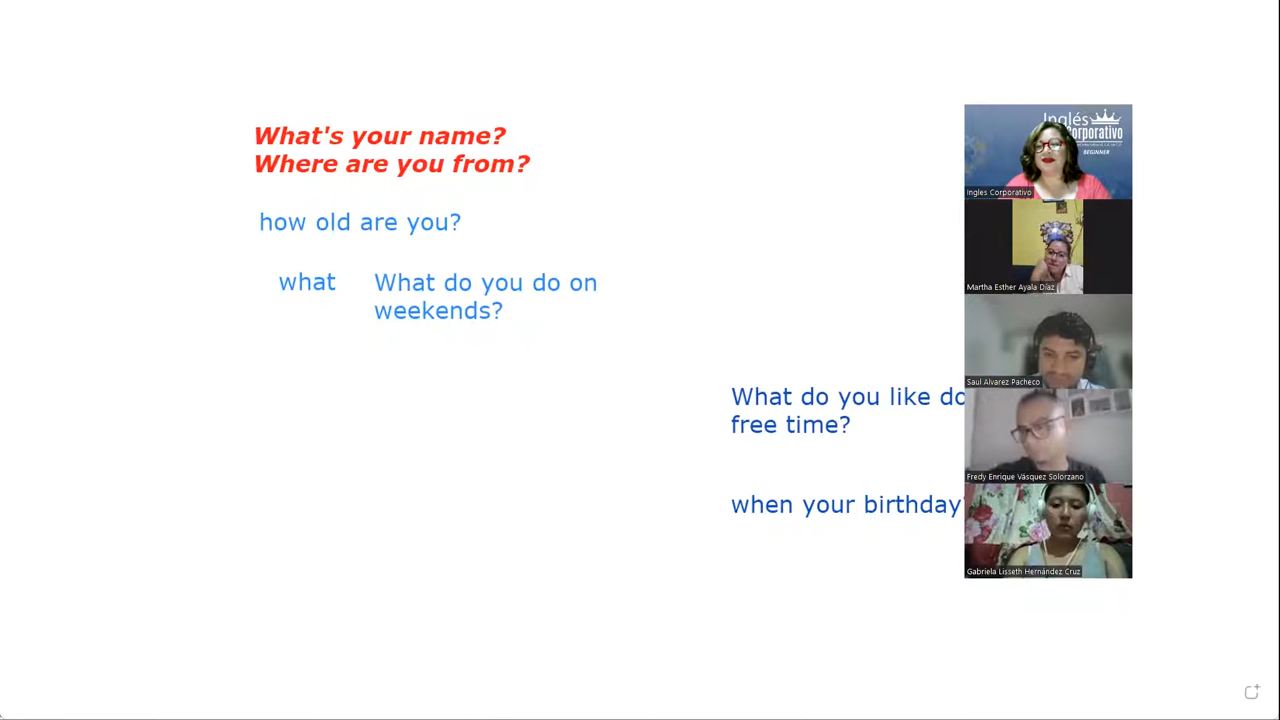 What's your name?
Where are you from?
how old are you?
what
What do you do on
weekends?
What do you like do
free time?
when your birthday?
Inglés
Corporativo
BEGINNER
Ingles Corporativo
Martha Esther Ayala Díaz
Saul Alvarez Pacheco
Fredy Enrique Vásquez Solorzano
Gabriela Lisseth Hernández Cruz